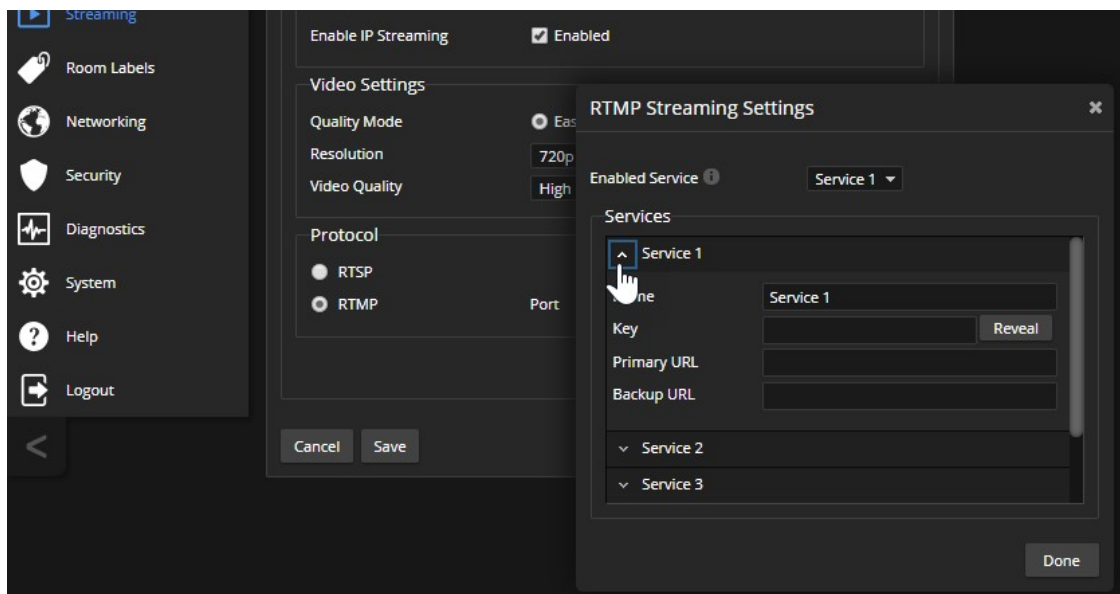 Streaming
Room Labels
Networking
Security
Diagnostics
System
Help
Logout
Enable IP Streaming Enabled
Video Settings
Quality Mode
Resolution 720p
Video Quality High
Protocol
RTSP
RTMP Port
Cancel Save
RTMP Streaming Settings
Enabled Service Service 1
Services
Service 1
Service 1
Key Reveal
Primary URL
Backup URL
Service 2
Service 3
Done